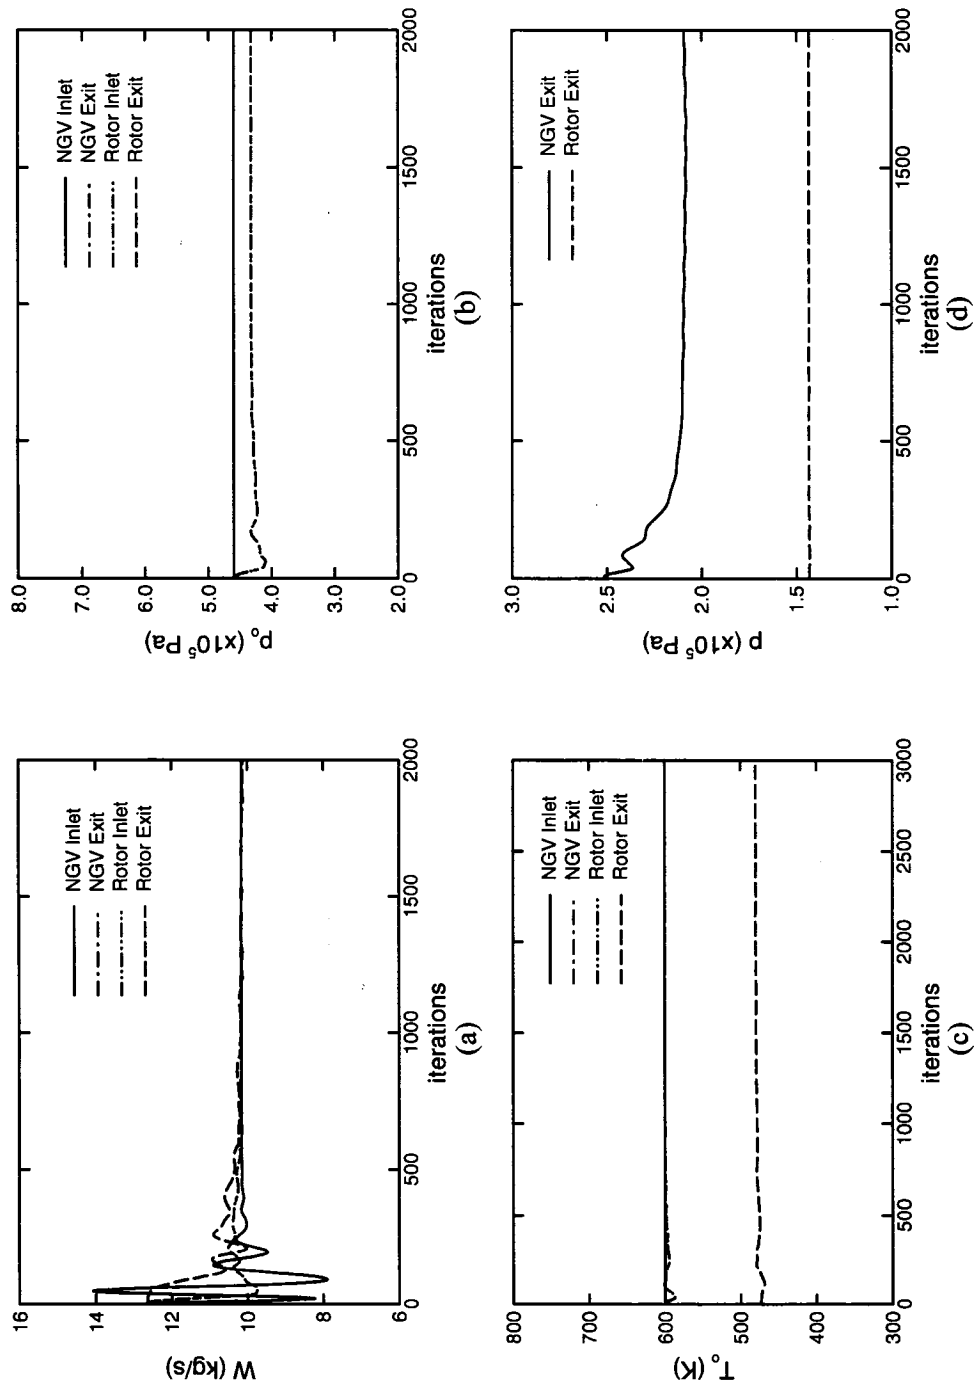 16
14
12
10
8
6
W (kg/s)
0
500
1000
1500
2000
iterations
(a)
NGV Inlet
NGV Exit
Rotor Inlet
Rotor Exit
8.0
6.0
5.0
4.0
3.0
2.0
p₀ (x10⁵ Pa)
0
500
1000
1500
2000
iterations
(b)
NGV Inlet
NGV Exit
Rotor Inlet
Rotor Exit
800
700
600
500
400
300
T₀ (K)
0
500
1000
1500
2000
2500
3000
iterations
(c)
NGV Inlet
NGV Exit
Rotor Inlet
Rotor Exit
3.0
2.5
2.0
1.5
1.0
p (x10⁵ Pa)
0
500
1000
1500
2000
iterations
(d)
NGV Exit
Rotor Exit